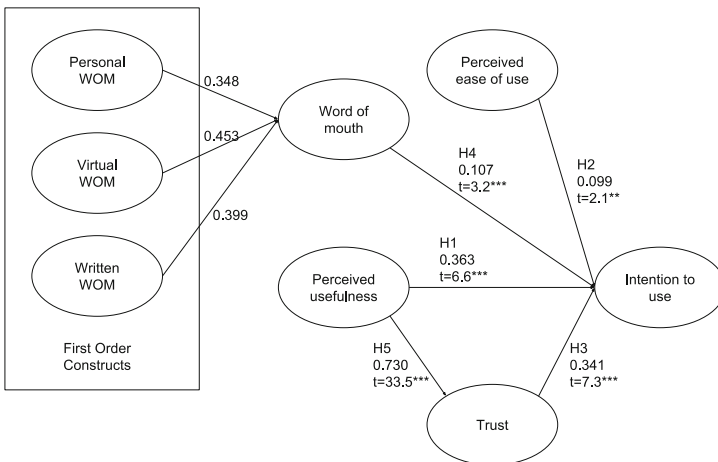 Personal
WOM
0.348
Virtual
WOM
0.453
Written
WOM
0.399
First Order
Constructs
Word of
mouth
Perceived
ease of use
H4
0.107
t=3.2***
H2
0.099
t=2.1**
Perceived
usefulness
H1
0.363
t=6.6***
Intention to
use
H5
0.730
t=33.5***
H3
0.341
t=7.3***
Trust